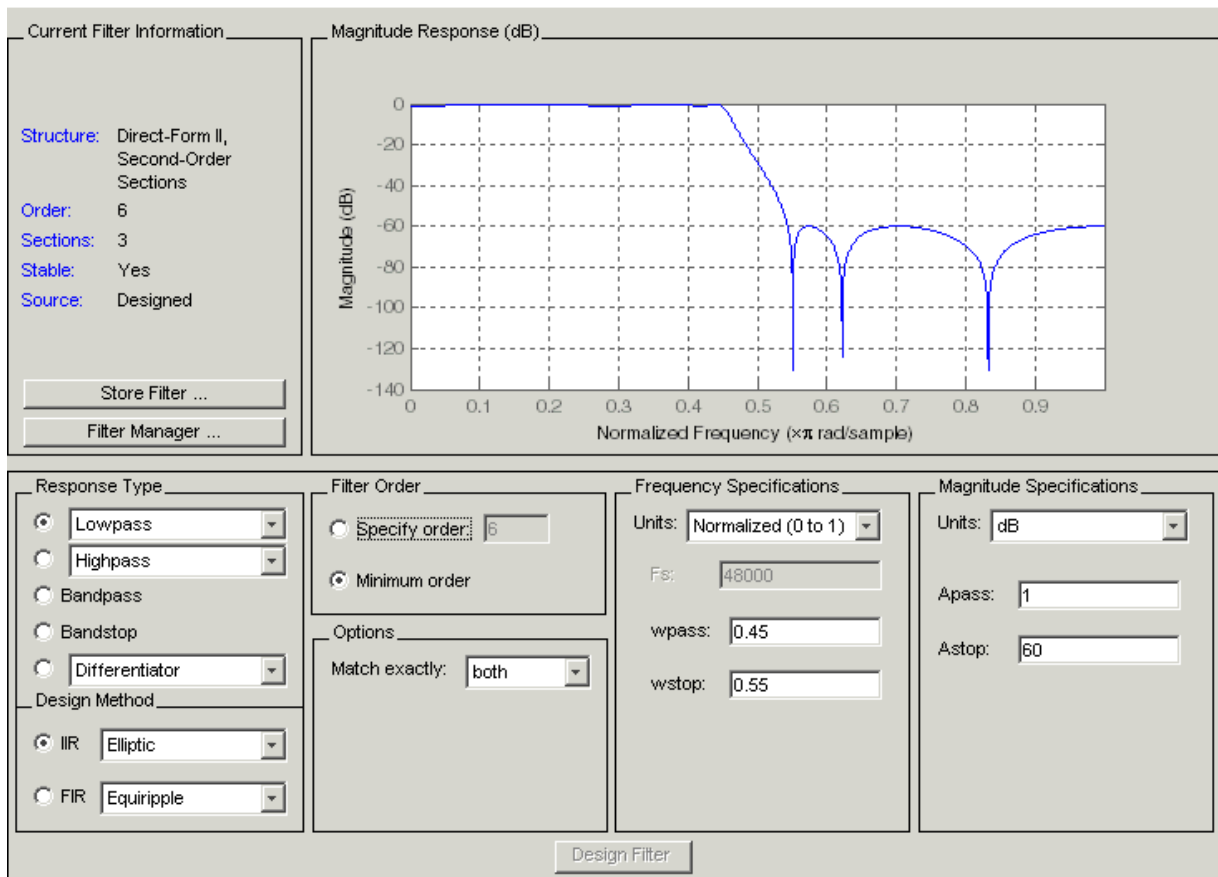 Current Filter Information
Structure: Direct-Form II,
Second-Order
Sections
Order: 6
Sections: 3
Stable: Yes
Source: Designed
Store Filter ...
Filter Manager ...
Magnitude Response (dB)
Magnitude (dB)
0
-20
-40
-60
-80
-100
-120
-140
0 0.1 0.2 0.3 0.4 0.5 0.6 0.7 0.8 0.9
Normalized Frequency (×π rad/sample)
Response Type
Lowpass
Highpass
Bandpass
Bandstop
Differentiator
Design Method
IIR Elliptic
FIR Equiripple
Filter Order
Specify order: 6
Minimum order
Options
Match exactly: both
Frequency Specifications
Units: Normalized (0 to 1)
Fs: 48000
wpass: 0.45
wstop: 0.55
Magnitude Specifications
Units: dB
Apass: 1
Astop: 60
Design Filter